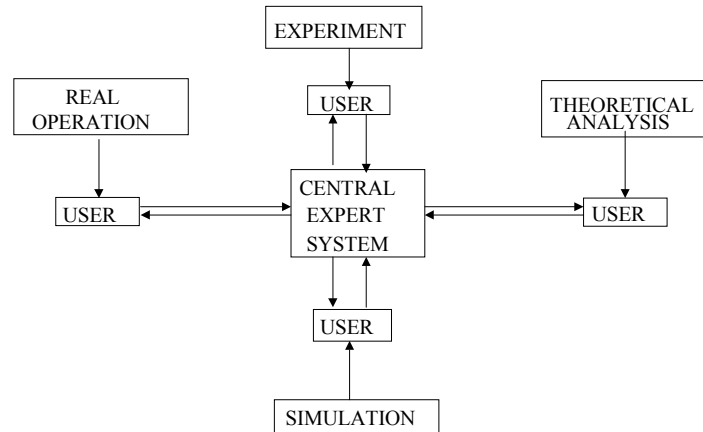 EXPERIMENT
REAL
OPERATION
USER
THEORETICAL
ANALYSIS
USER
CENTRAL
EXPERT
SYSTEM
USER
USER
SIMULATION